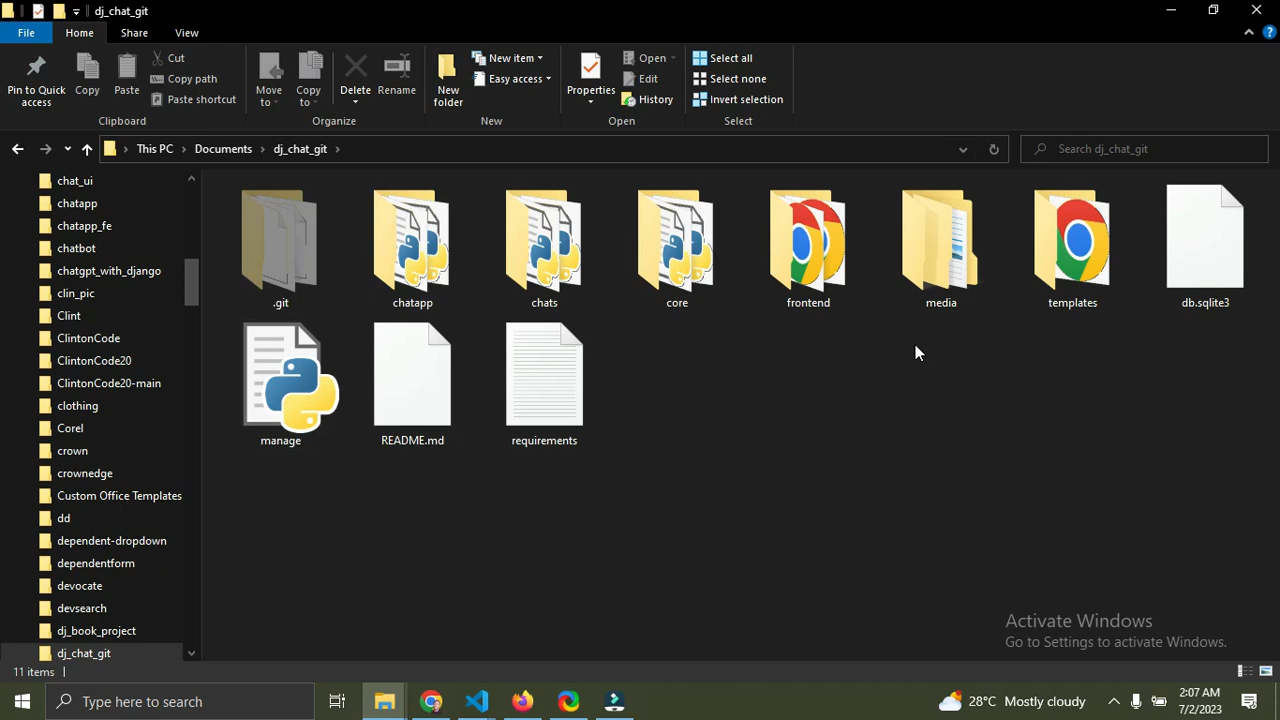 dj_chat_git
File Home Share View
Pin to Quick access
Copy
Paste
Cut
Copy path
Paste shortcut
Clipboard
Move to
Copy to
Delete
Rename
Organize
New folder
New item
Easy access
New
Properties
Open
Edit
History
Open
Select all
Select none
Invert selection
Select
This PC Documents dj_chat_git
Search dj_chat_git
chat_ui
chatapp
chatapp_fe
chatbot
chatgpt_with_django
clin_pic
Clint
ClintonCode
ClintonCode20
ClintonCode20-main
clothing
Corel
crown
crownedge
Custom Office Templates
dd
dependent-dropdown
dependentform
devocate
devsearch
dj_book_project
dj_chat_git
.git
chatapp
chats
core
frontend
media
templates
db.sqlite3
manage
README.md
requirements
Activate Windows
Go to Settings to activate Windows.
11 items
Type here to search
28°C Mostly cloudy
2:07 AM
7/2/2023